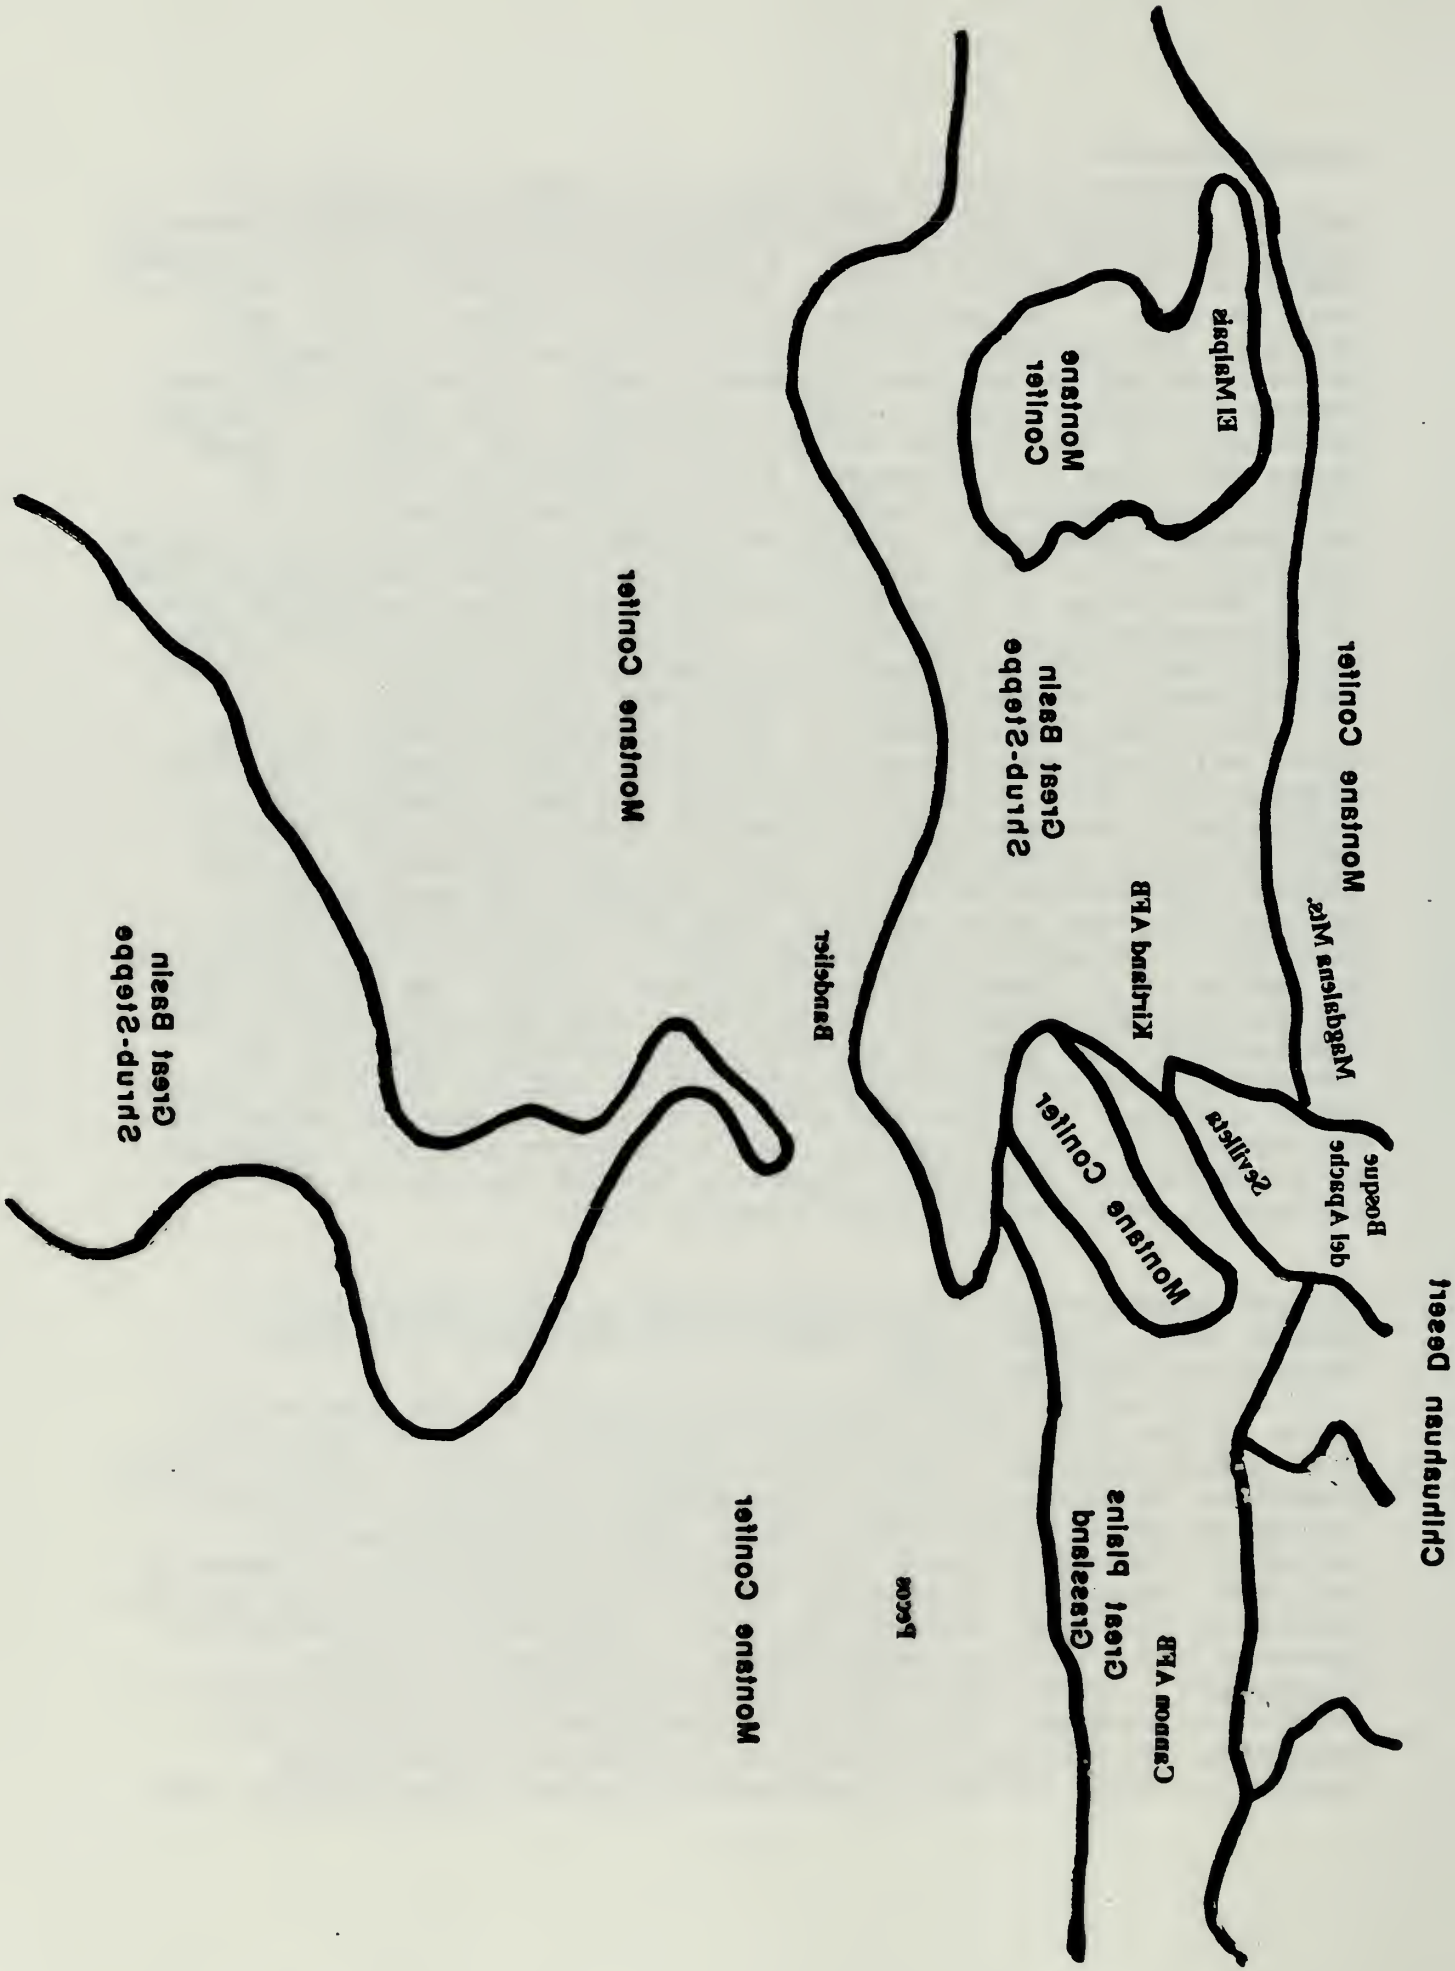 Great Basin
Shrub-Steppe
Montane Conifer
Montane Conifer
Bandelier
Pecos
Montane
Conifer
Great Basin
Shrub-Steppe
Kirtland AFB
Montane Conifer
Great Plains
Grassland
Cannon AFB
El Malpais
Sevilleta
Montane Conifer
Magdalena Mts.
Bosque
del Apache
Chihuahuan Desert